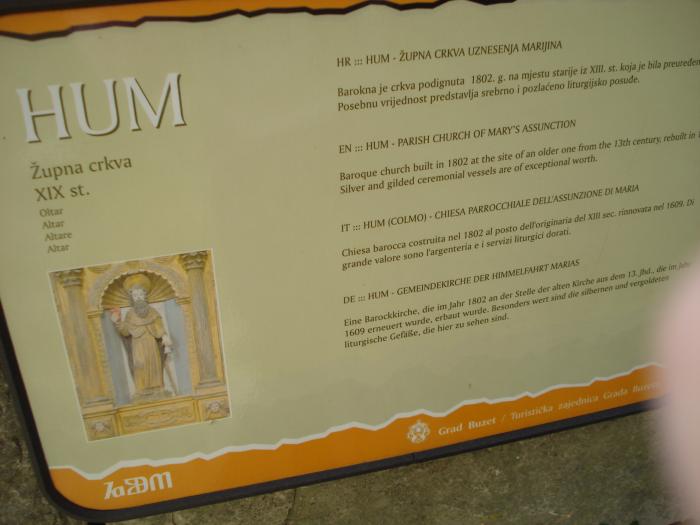 HUM
Župna crkva
XIX st.
Oltar
Altar
Altare
Altar
HR ::: HUM - ŽUPNA CRKVA UZNESENJA MARIJINA
Barokna je crkva podignuta 1802. g. na mjestu starije iz XIII. st. koja je bila
Posebnu vrijednost predstavlja srebrno i pozlaćeno liturgijsko posuđe.
EN ::: HUM - PARISH CHURCH OF MARY'S ASSUNCTION
Baroque church built in 1802 at the site of an older one from the 13th century, rebuilt in
Silver and gilded ceremonial vessels are of exceptional worth.
IT ::: HUM (COLMO) - CHIESA PARROCCHIALE DELL'ASSUNZIONE DI MARIA
Chiesa barocca costruita nel 1802 al posto dell'originaria del XIII sec. rinnovata nel 1609. Di
grande valore sono l'argenteria e i servizi liturgici dorati.
DE ::: HUM - GEMEINDEKIRCHE DER HIMMELFAHRT MARIAS
Eine Barockkirche, die im Jahr 1802 an der Stelle der alten Kirche aus dem 13. Jhd., die im Jahr
1609 erneuert wurde, erbaut wurde. Besonders wert sind die silbernen und vergoldeten
liturgische Gefäße, die hier zu sehen sind.
Grad Buzet / Turistička zajednica Grada Buzeta